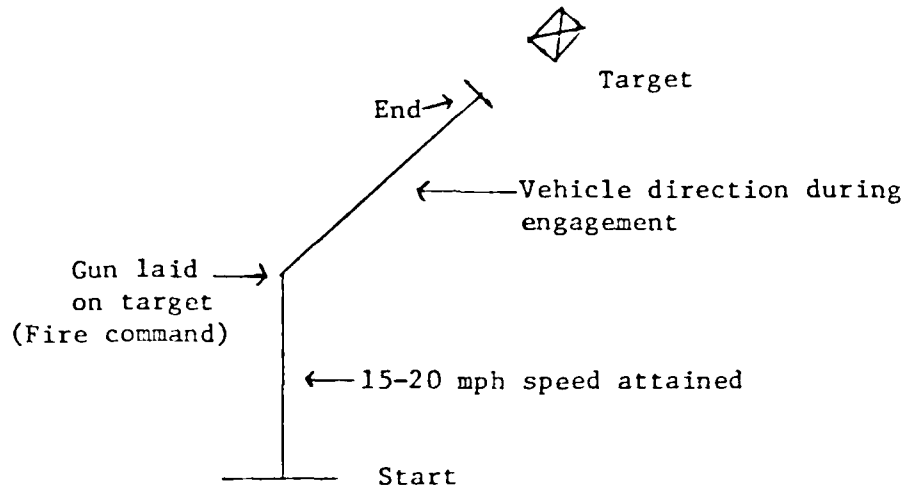 Target
End
Vehicle direction during
engagement
Gun laid
on target
(Fire command)
15-20 mph speed attained
Start